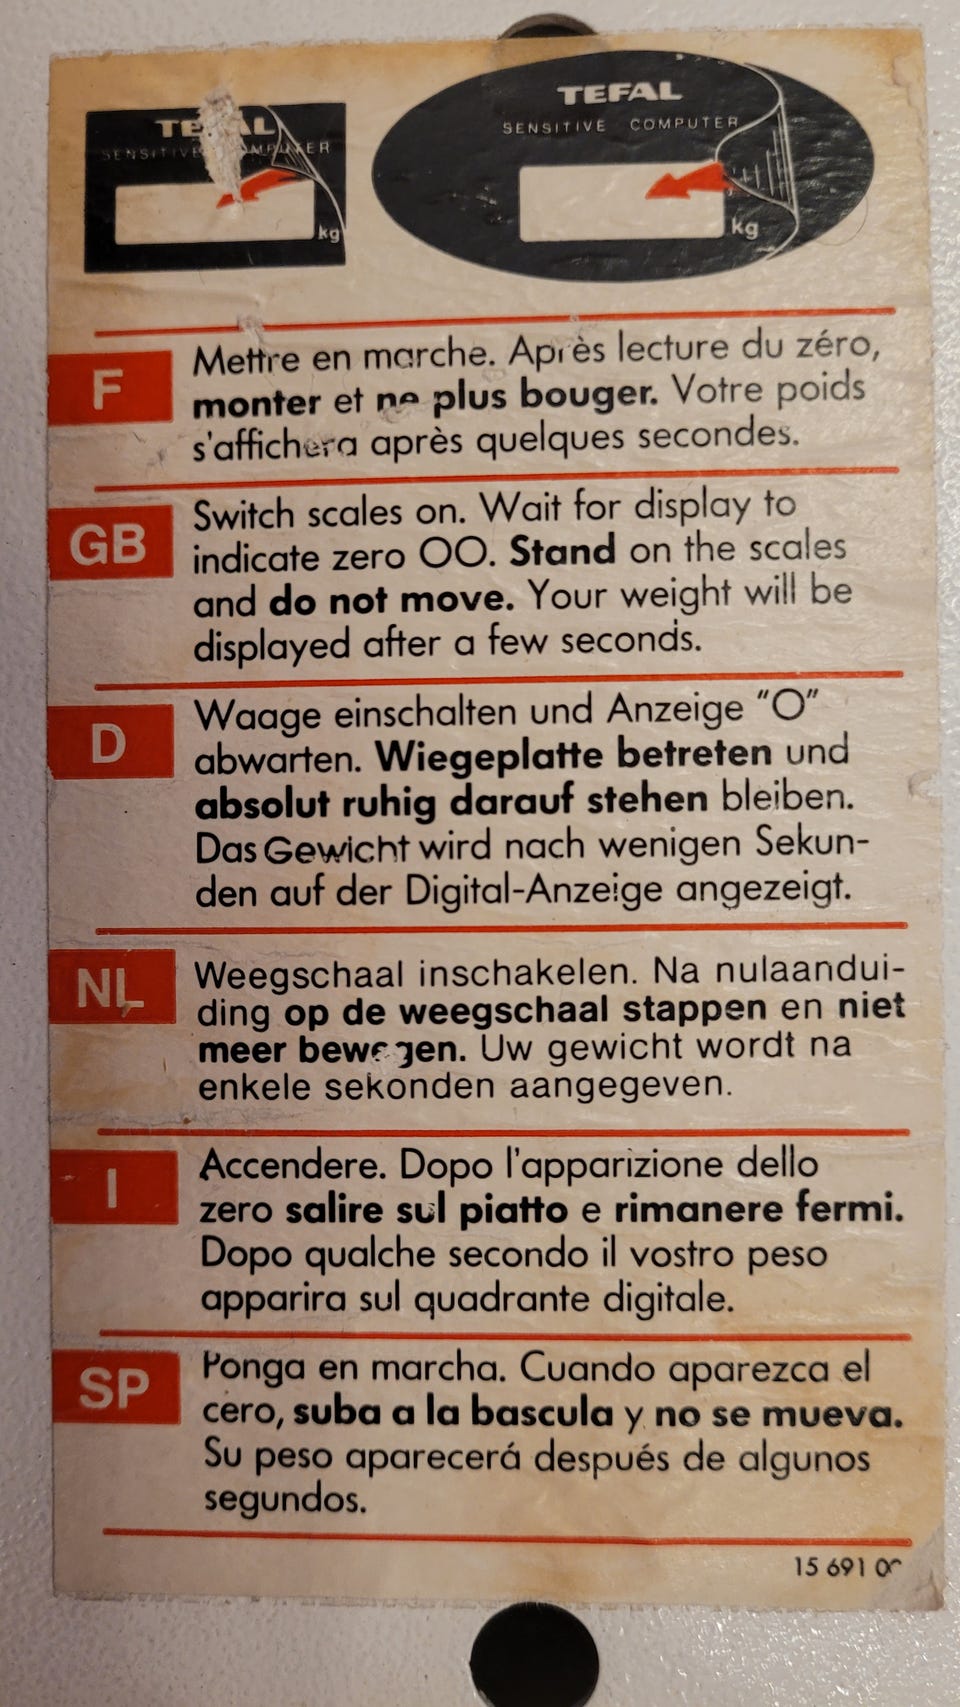 TEFAL
SENSITIVE COMPUTER
kg
TEFAL
SENSITIVE COMPUTER
kg
F
Mettre en marche. Après lecture du zéro,
monter et ne plus bouger. Votre poids
s'affichera après quelques secondes.
GB
Switch scales on. Wait for display to
indicate zero OO. Stand on the scales
and do not move. Your weight will be
displayed after a few seconds.
D
Waage einschalten und Anzeige "O"
abwarten. Wiegeplatte betreten und
absolut ruhig darauf stehen bleiben.
Das Gewicht wird nach wenigen Sekun-
den auf der Digital-Anzeige angezeigt.
NL
Weegschaal inschakelen. Na nulaandui-
ding op de weegschaal stappen en niet
meer bewegen. Uw gewicht wordt na
enkele sekonden aangegeven.
I
Accendere. Dopo l'apparizione dello
zero salire sul piatto e rimanere fermi.
Dopo qualche secondo il vostro peso
apparira sul quadrante digitale.
SP
Ponga en marcha. Cuando aparezca el
cero, suba a la bascula y no se mueva.
Su peso aparecerá después de algunos
segundos.
15 691